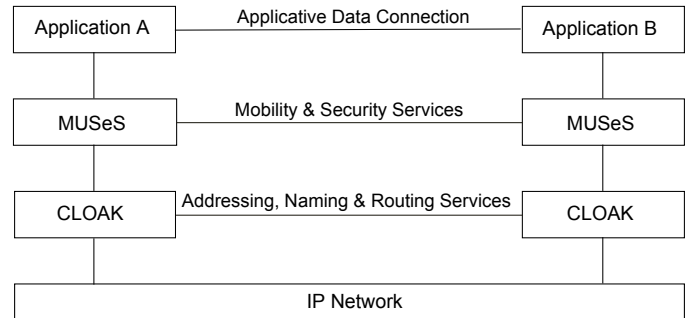 Application A
Applicative Data Connection
Application B
MUSeS
Mobility & Security Services
MUSeS
CLOAK
Addressing, Naming & Routing Services
CLOAK
IP Network